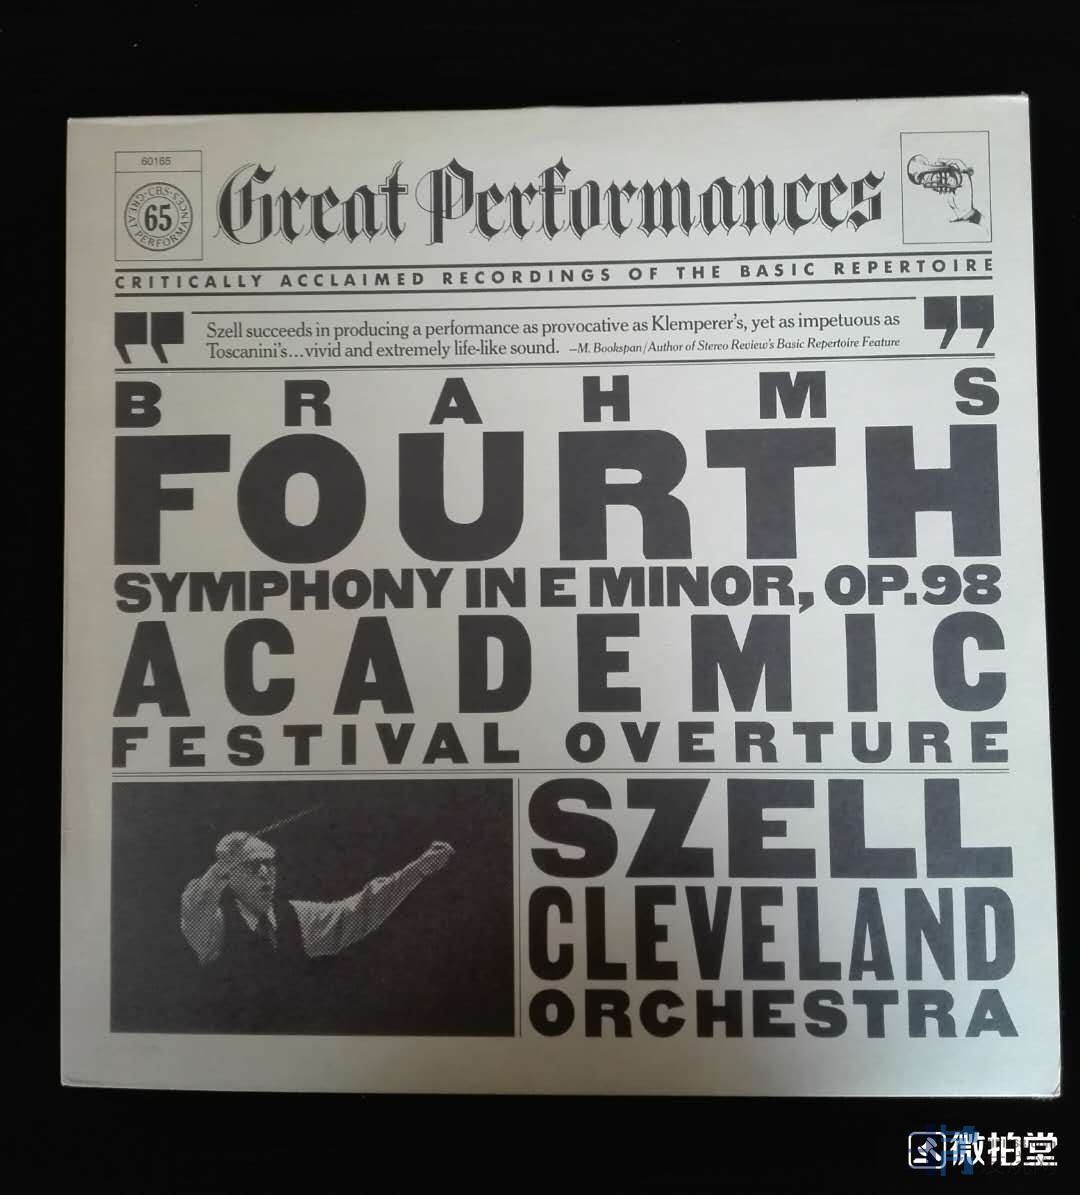 60165
CBS
GREAT PERFORMANCES
65
Great Performances
CRITICALLY ACCLAIMED RECORDINGS OF THE BASIC REPERTOIRE
" Szell succeeds in producing a performance as provocative as Klemperer's, yet as impetuous as "
Toscanini's...vivid and extremely life-like sound. –M. Bookspan/Author of Stereo Review's Basic Repertoire Feature
BRAHMS
FOURTH
SYMPHONY IN E MINOR, OP.98
ACADEMIC
FESTIVAL OVERTURE
SZELL
CLEVELAND
ORCHESTRA
微拍堂